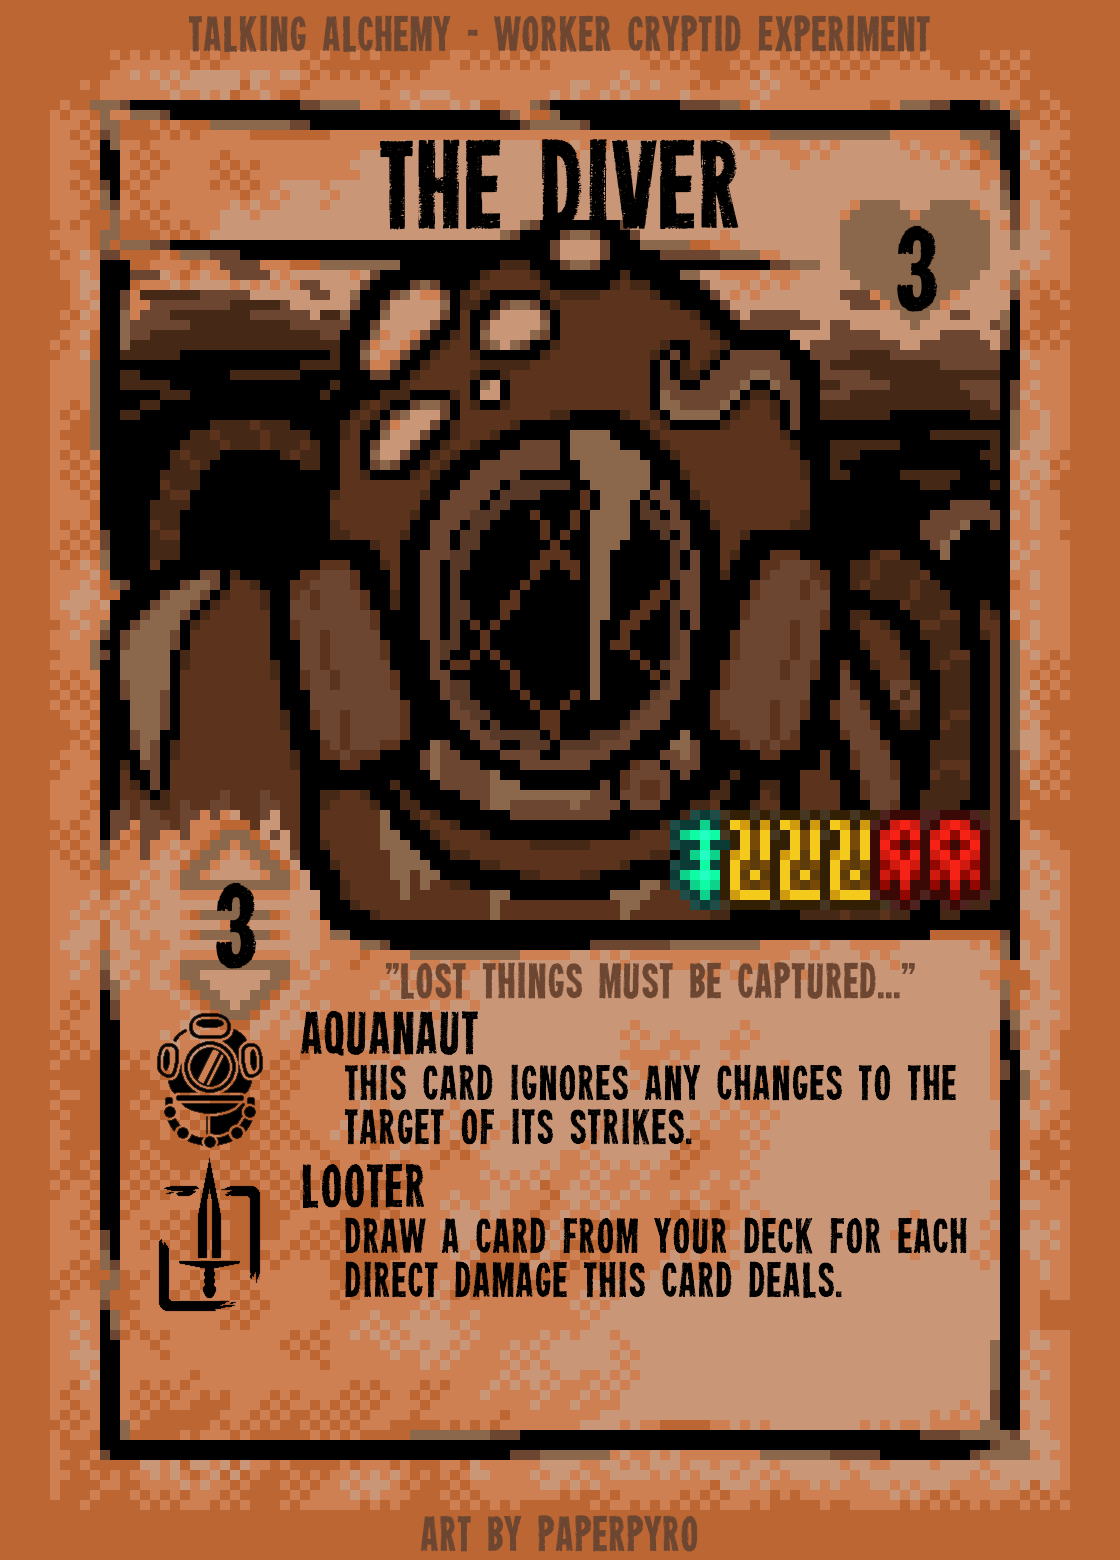 TALKING ALCHEMY - WORKER CRYPTID EXPERIMENT
THE DIVER
3
3
"LOST THINGS MUST BE CAPTURED..."
AQUANAUT
THIS CARD IGNORES ANY CHANGES TO THE
TARGET OF ITS STRIKES.
LOOTER
DRAW A CARD FROM YOUR DECK FOR EACH
DIRECT DAMAGE THIS CARD DEALS.
ART BY PAPERPYRO